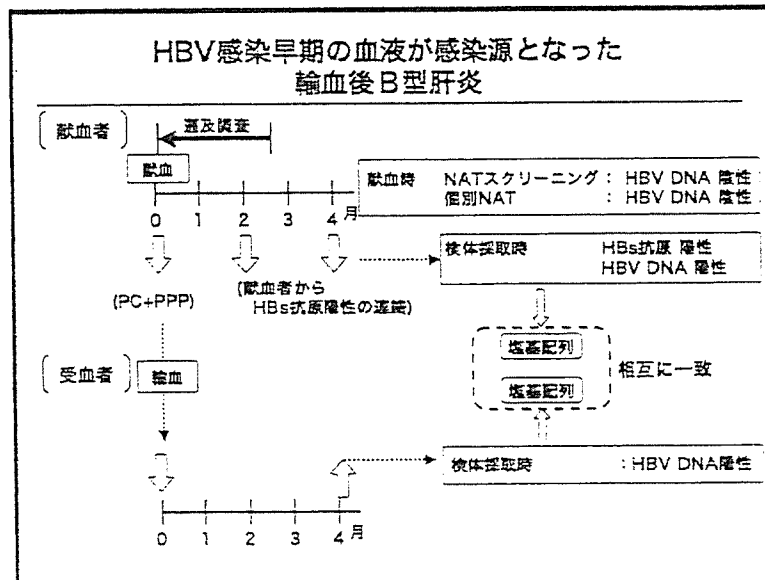 HBV感染早期の血液が感染源となった
輸血後B型肝炎
献血者
遡及調査
献血
0 1 2 3 4 月
献血時 NATスクリーニング： HBV DNA 陰性
個別NAT ： HBV DNA 陰性
検体採取時 HBs抗原 陽性
HBV DNA 陽性
(PC+PPP)
(献血者から
HBs抗原陽性の連絡)
塩基配列
塩基配列
相互に一致
受血者
輸血
検体採取時 ：HBV DNA陽性
0 1 2 3 4 月